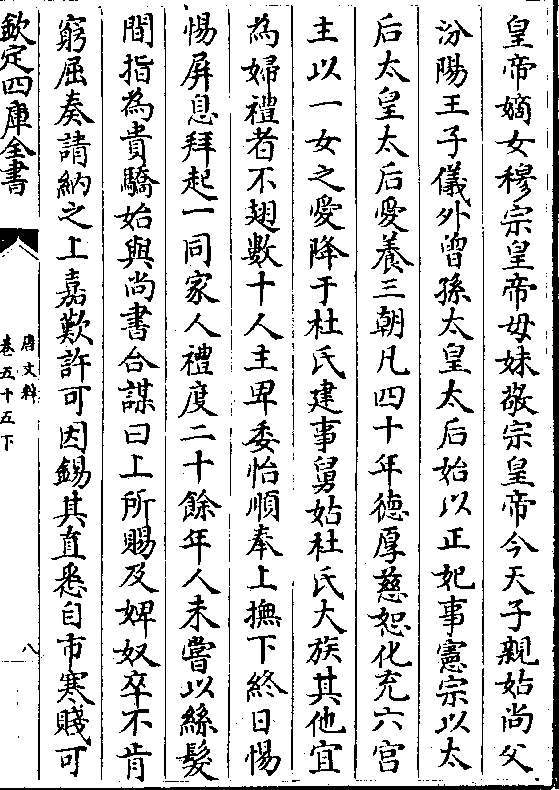 皇帝嫡女穆宗皇帝母妹敬宗皇帝今天子親姑尚父
汾陽王子儀外曾孫太皇太后始以正妃事憲宗以太
后太皇太后愛養三朝凡四十年德厚慈恕化充六宫
主以一女之愛降于杜氏建事舅姑杜氏大族其他宜
為婦禮者不翅數十人主卑委怡順奉上撫下終日惕
惕屏息拜起一同家人禮度二十餘年人未嘗以絲髮
間指為貴驕始與尚書合謀曰上所賜及婢奴卒不肯
窮屈奏請納之上嘉歎許可因錫其直悉自市寒賤可
欽定四庫全書
唐文粹
卷五十五下
八